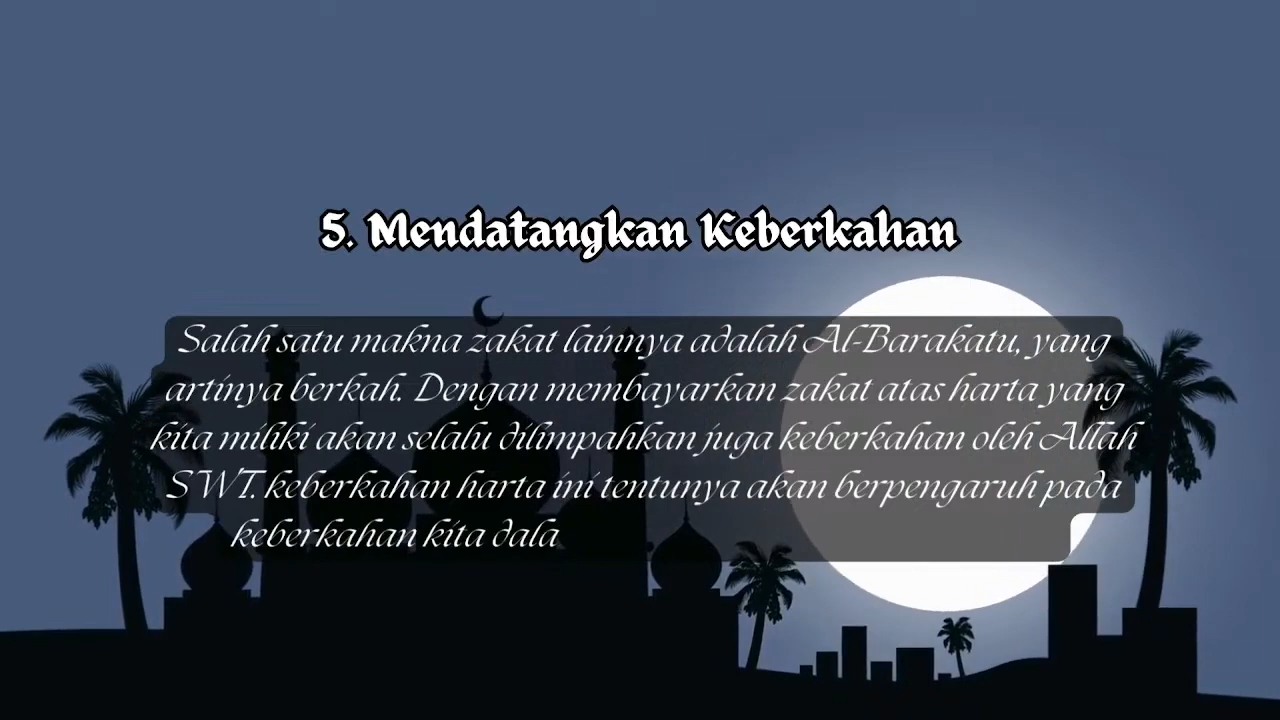 5. Mendatangkan Keberkahan
Salah satu makna zakat lainnya adalah Al-Barakatu, yang
artinya berkah. Dengan membayarkan zakat atas harta yang
kita miliki akan selalu dilimpahkan juga keberkahan oleh Allah
SWT. keberkahan harta ini tentunya akan berpengaruh pada
keberkahan kita dala